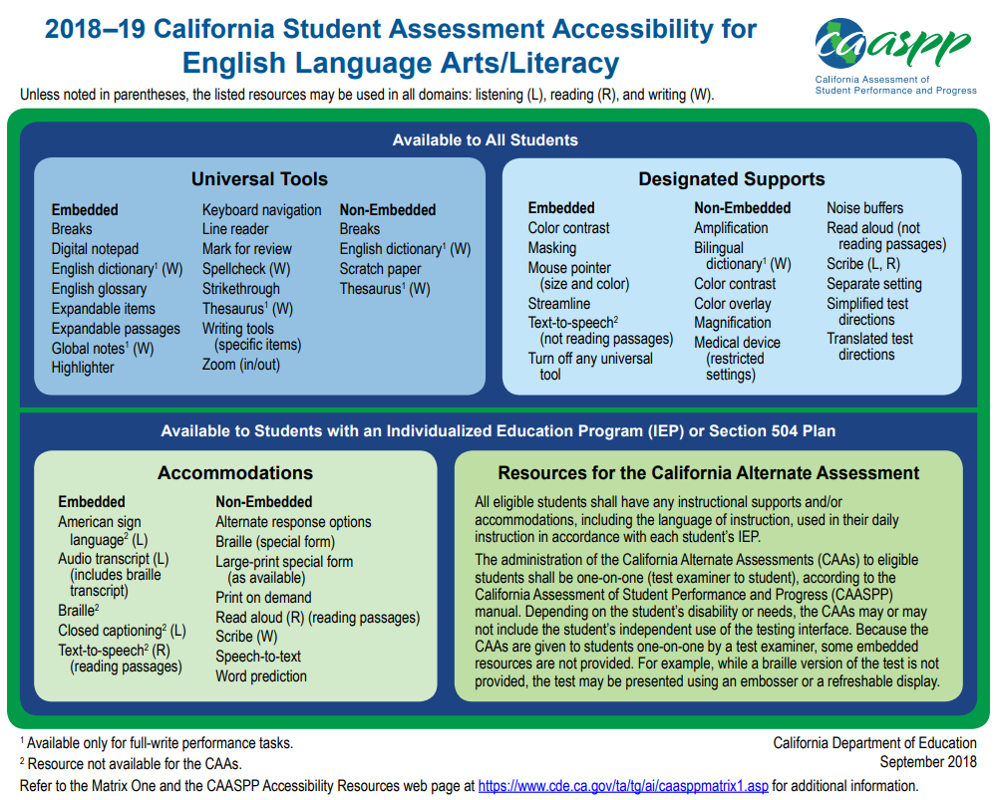 2018–19 California Student Assessment Accessibility for
English Language Arts/Literacy
caaspp
California Assessment of
Student Performance and Progress
Unless noted in parentheses, the listed resources may be used in all domains: listening (L), reading (R), and writing (W).
Available to All Students
Universal Tools
Embedded
Breaks
Digital notepad
English dictionary¹ (W)
English glossary
Expandable items
Expandable passages
Global notes¹ (W)
Highlighter
Keyboard navigation
Line reader
Mark for review
Spellcheck (W)
Strikethrough
Thesaurus¹ (W)
Writing tools
(specific items)
Zoom (in/out)
Non-Embedded
Breaks
English dictionary¹ (W)
Scratch paper
Thesaurus¹ (W)
Designated Supports
Embedded
Color contrast
Masking
Mouse pointer
(size and color)
Streamline
Text-to-speech²
(not reading passages)
Turn off any universal
tool
Non-Embedded
Amplification
Bilingual
dictionary¹ (W)
Color contrast
Color overlay
Magnification
Medical device
(restricted
settings)
Noise buffers
Read aloud (not
reading passages)
Scribe (L, R)
Separate setting
Simplified test
directions
Translated test
directions
Available to Students with an Individualized Education Program (IEP) or Section 504 Plan
Accommodations
Embedded
American sign
language² (L)
Audio transcript (L)
(includes braille
transcript)
Braille²
Closed captioning² (L)
Text-to-speech² (R)
(reading passages)
Non-Embedded
Alternate response options
Braille (special form)
Large-print special form
(as available)
Print on demand
Read aloud (R) (reading passages)
Scribe (W)
Speech-to-text
Word prediction
Resources for the California Alternate Assessment
All eligible students shall have any instructional supports and/or
accommodations, including the language of instruction, used in their daily
instruction in accordance with each student's IEP.
The administration of the California Alternate Assessments (CAAs) to eligible
students shall be one-on-one (test examiner to student), according to the
California Assessment of Student Performance and Progress (CAASPP)
manual. Depending on the student's disability or needs, the CAAs may or may
not include the student's independent use of the testing interface. Because the
CAAs are given to students one-on-one by a test examiner, some embedded
resources are not provided. For example, while a braille version of the test is not
provided, the test may be presented using an embosser or a refreshable display.
¹ Available only for full-write performance tasks.
² Resource not available for the CAAs.
California Department of Education
September 2018
Refer to the Matrix One and the CAASPP Accessibility Resources web page at https://www.cde.ca.gov/ta/tg/ai/caasppmatrix1.asp for additional information.